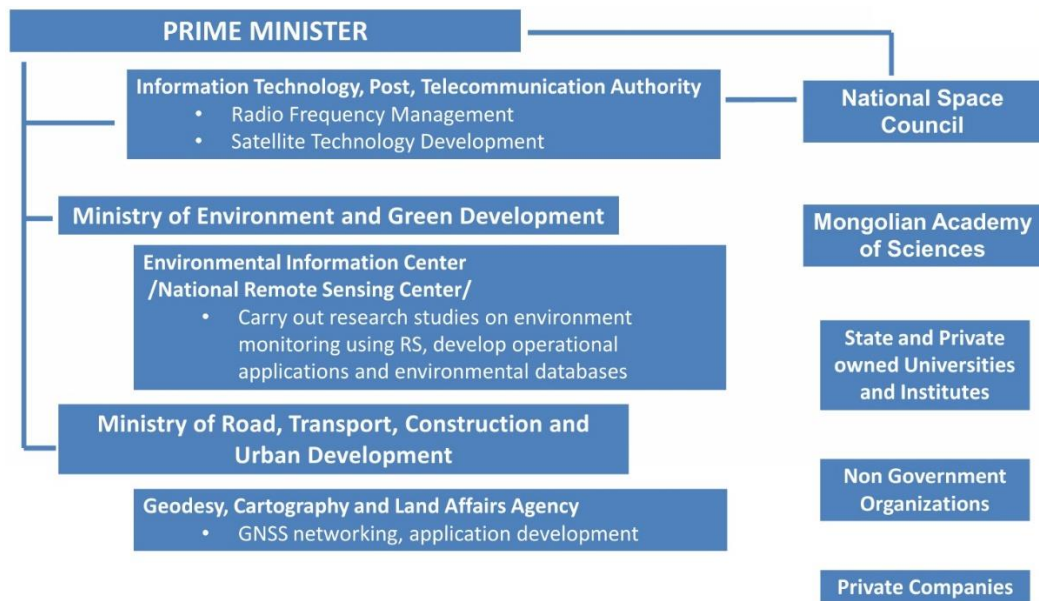 PRIME MINISTER
Information Technology, Post, Telecommunication Authority
• Radio Frequency Management
• Satellite Technology Development
National Space
Council
Ministry of Environment and Green Development
Mongolian Academy
of Sciences
Environmental Information Center
/National Remote Sensing Center/
• Carry out research studies on environment
monitoring using RS, develop operational
applications and environmental databases
State and Private
owned Universities
and Institutes
Ministry of Road, Transport, Construction and
Urban Development
Non Government
Organizations
Geodesy, Cartography and Land Affairs Agency
• GNSS networking, application development
Private Companies